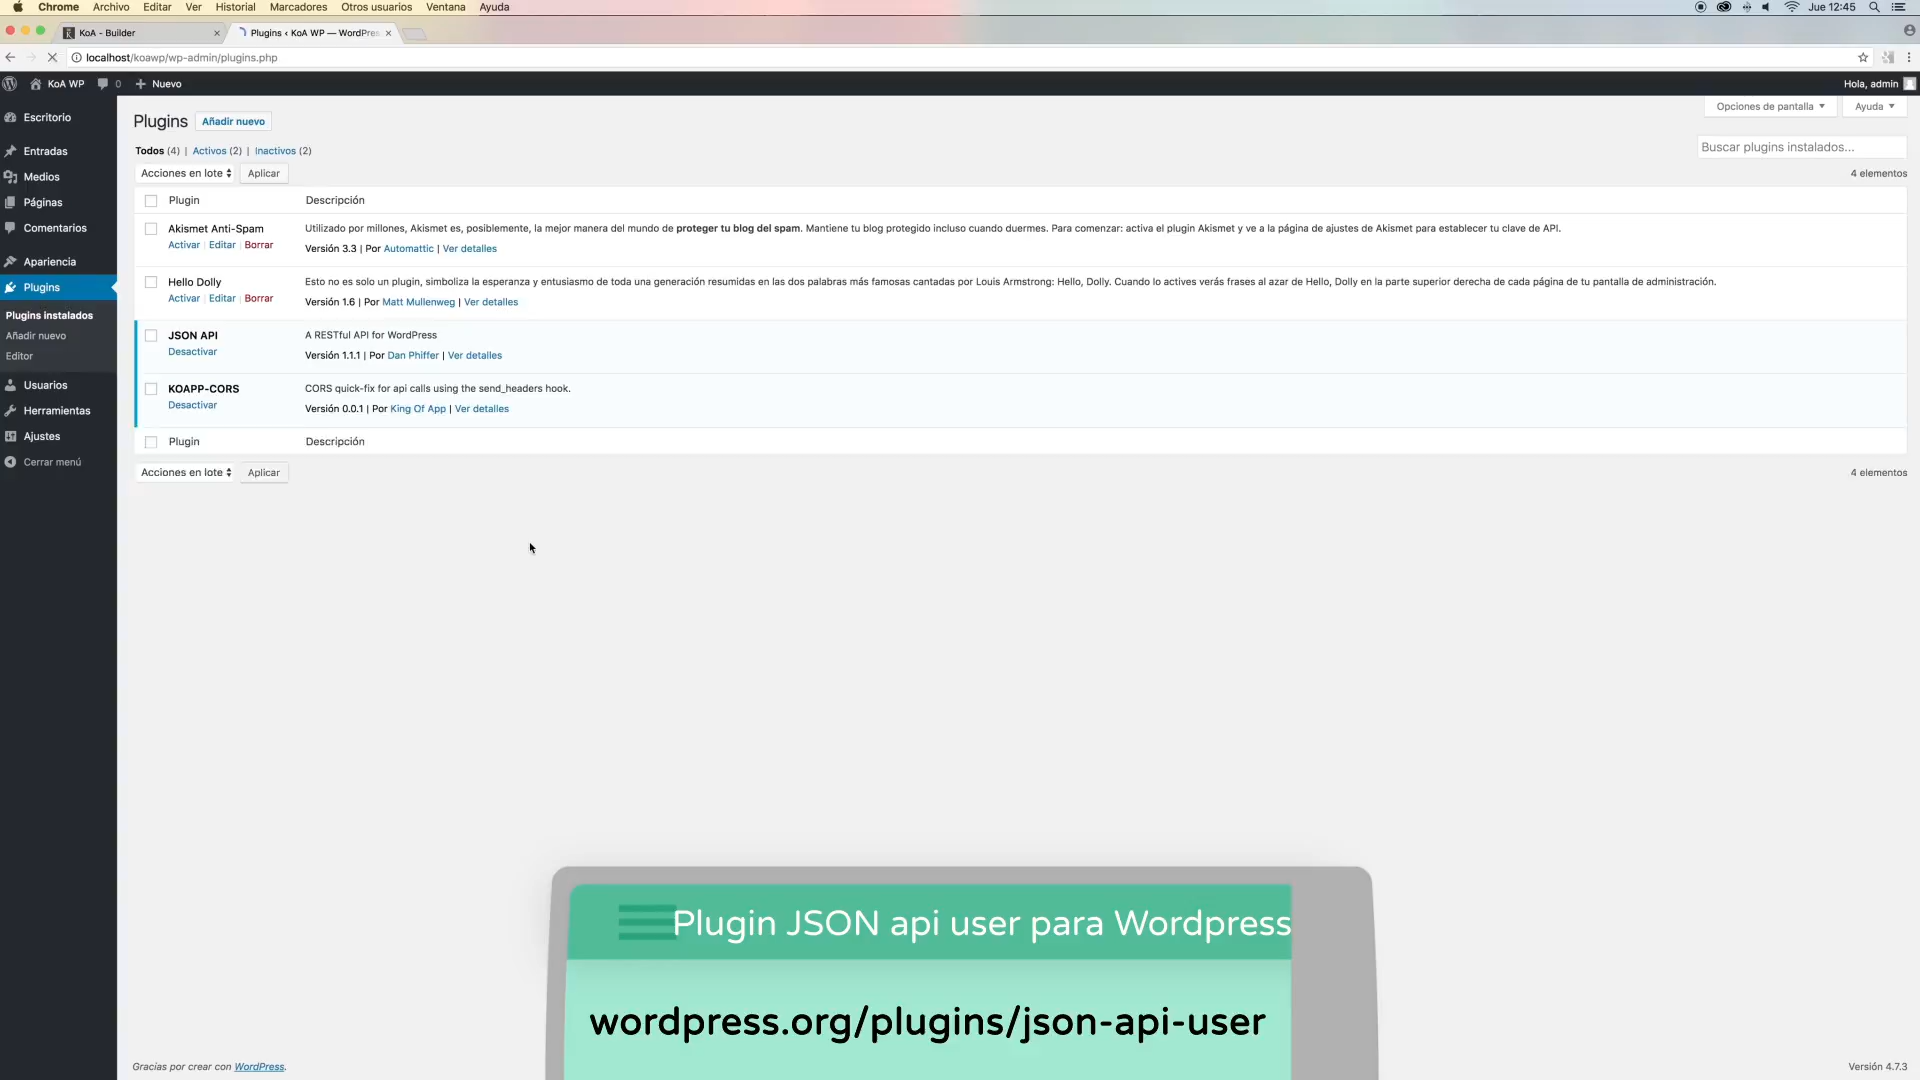 Chrome Archivo Editar Ver Historial Marcadores Otros usuarios Ventana Ayuda Jue 12:45
KoA - Builder Plugins ‹ KoA WP — WordPres
localhost/koawp/wp-admin/plugins.php
KoA WP 0 Nuevo Hola, admin
Escritorio
Entradas
Medios
Páginas
Comentarios
Apariencia
Plugins
Plugins instalados
Añadir nuevo
Editor
Usuarios
Herramientas
Ajustes
Cerrar menú
Opciones de pantalla Ayuda
Plugins Añadir nuevo
Todos (4) | Activos (2) | Inactivos (2)
Buscar plugins instalados...
Acciones en lote Aplicar 4 elementos
Plugin Descripción
Akismet Anti-Spam Utilizado por millones, Akismet es, posiblemente, la mejor manera del mundo de proteger tu blog del spam. Mantiene tu blog protegido incluso cuando duermes. Para comenzar: activa el plugin Akismet y ve a la página de ajustes de Akismet para establecer tu clave de API.
Activar | Editar | Borrar Versión 3.3 | Por Automattic | Ver detalles
Hello Dolly Esto no es solo un plugin, simboliza la esperanza y entusiasmo de toda una generación resumidas en las dos palabras más famosas cantadas por Louis Armstrong: Hello, Dolly. Cuando lo actives verás frases al azar de Hello, Dolly en la parte superior derecha de cada página de tu pantalla de administración.
Activar | Editar | Borrar Versión 1.6 | Por Matt Mullenweg | Ver detalles
JSON API A RESTful API for WordPress
Desactivar Versión 1.1.1 | Por Dan Phiffer | Ver detalles
KOAPP-CORS CORS quick-fix for api calls using the send_headers hook.
Desactivar Versión 0.0.1 | Por King Of App | Ver detalles
Plugin Descripción
Acciones en lote Aplicar 4 elementos
Plugin JSON api user para Wordpress
wordpress.org/plugins/json-api-user
Gracias por crear con WordPress. Versión 4.7.3